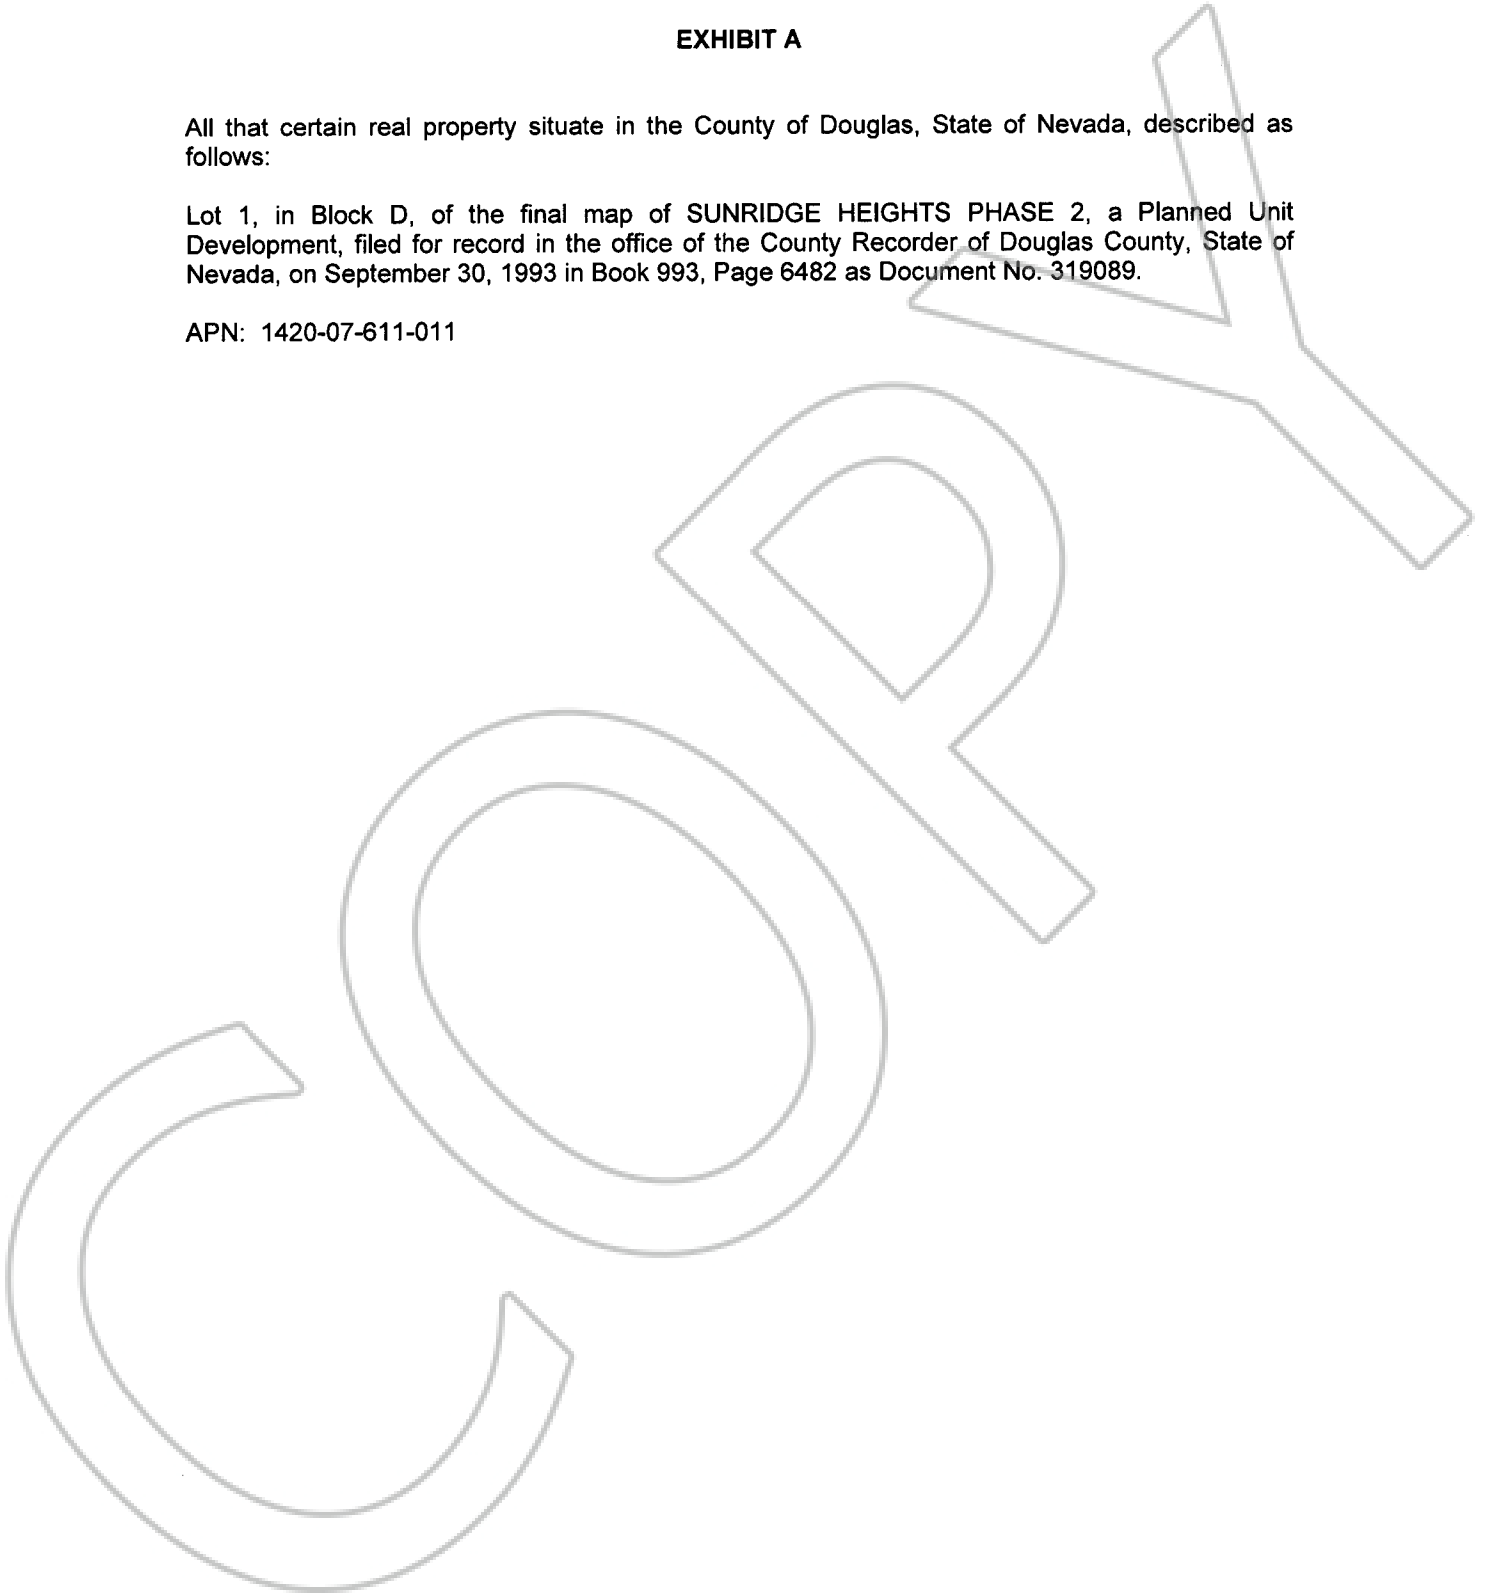 EXHIBIT A
All that certain real property situate in the County of Douglas, State of Nevada, described as
follows:
Lot 1, in Block D, of the final map of SUNRIDGE HEIGHTS PHASE 2, a Planned Unit
Development, filed for record in the office of the County Recorder of Douglas County, State of
Nevada, on September 30, 1993 in Book 993, Page 6482 as Document No. 319089.
APN: 1420-07-611-011
COPY